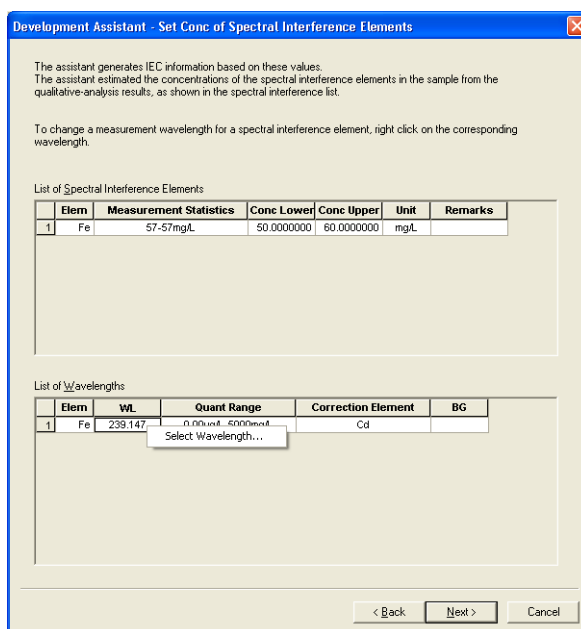 Development Assistant - Set Conc of Spectral Interference Elements
The assistant generates IEC information based on these values.
The assistant estimated the concentrations of the spectral interference elements in the sample from the
qualitative-analysis results, as shown in the spectral interference list.
To change a measurement wavelength for a spectral interference element, right click on the corresponding
wavelength.
List of Spectral Interference Elements
Elem Measurement Statistics Conc Lower Conc Upper Unit Remarks
1 Fe 57-57mg/L 50.0000000 60.0000000 mg/L
List of Wavelengths
Elem WL Quant Range Correction Element BG
1 Fe 239.147 0.00ug/L 5000mg/L Cd
Select Wavelength...
< Back Next > Cancel